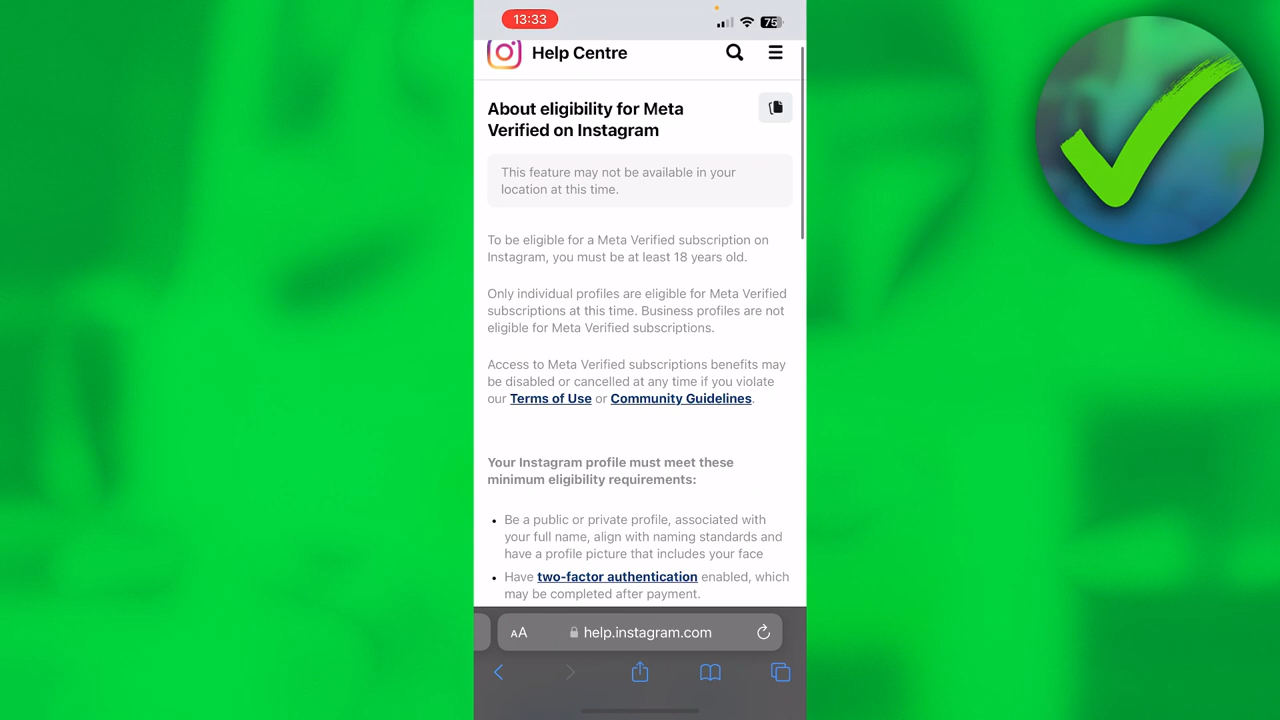 13:33
75
Help Centre
About eligibility for Meta
Verified on Instagram
This feature may not be available in your
location at this time.
To be eligible for a Meta Verified subscription on
Instagram, you must be at least 18 years old.
Only individual profiles are eligible for Meta Verified
subscriptions at this time. Business profiles are not
eligible for Meta Verified subscriptions.
Access to Meta Verified subscriptions benefits may
be disabled or cancelled at any time if you violate
our Terms of Use or Community Guidelines.
Your Instagram profile must meet these
minimum eligibility requirements:
• Be a public or private profile, associated with
your full name, align with naming standards and
have a profile picture that includes your face
• Have two-factor authentication enabled, which
may be completed after payment.
AA help.instagram.com